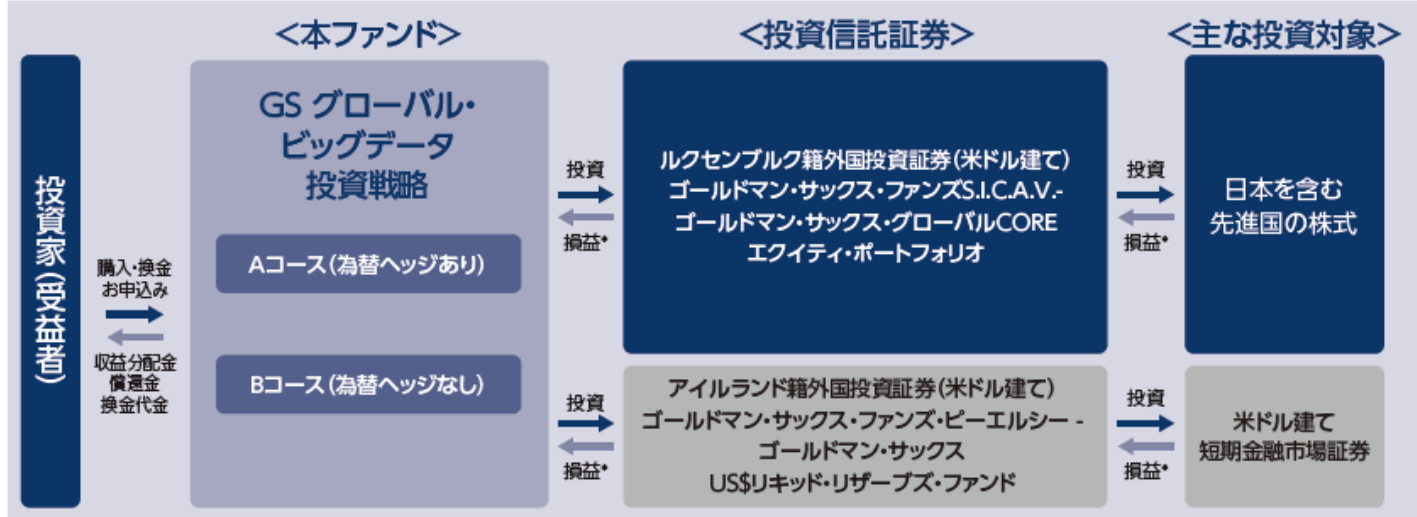 <本ファンド>
<投資信託証券>
<主な投資対象>
投資家(受益者)
購入・換金
お申込み
収益分配金
償還金
換金代金
GS グローバル・
ビッグデータ
投資戦略
Aコース(為替ヘッジあり)
Bコース(為替ヘッジなし)
投資
損益*
ルクセンブルク籍外国投資証券(米ドル建て)
ゴールドマン・サックス・ファンズS.I.C.A.V.-
ゴールドマン・サックス・グローバルCORE
エクイティ・ポートフォリオ
投資
損益*
日本を含む
先進国の株式
投資
損益*
アイルランド籍外国投資証券(米ドル建て)
ゴールドマン・サックス・ファンズ・ピーエルシー -
ゴールドマン・サックス
US$リキッド・リザーブズ・ファンド
投資
損益*
米ドル建て
短期金融市場証券